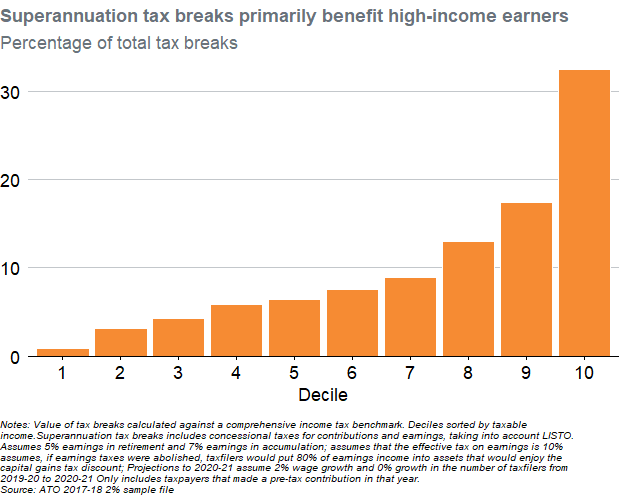 Superannuation tax breaks primarily benefit high-income earners
Percentage of total tax breaks
30
20
10
0
1 2 3 4 5 6 7 8 9 10
Decile
Notes: Value of tax breaks calculated against a comprehensive income tax benchmark. Deciles sorted by taxable
income.Superannuation tax breaks includes concessional taxes for contributions and earnings, taking into account LISTO.
Assumes 5% earnings in retirement and 7% earnings in accumulation; assumes that the effective tax on earnings is 10%
assumes, if earnings taxes were abolished, taxfilers would put 80% of earnings income into assets that would enjoy the
capital gains tax discount; Projections to 2020-21 assume 2% wage growth and 0% growth in the number of taxfilers from
2019-20 to 2020-21 Only includes taxpayers that made a pre-tax contribution in that year.
Source: ATO 2017-18 2% sample file